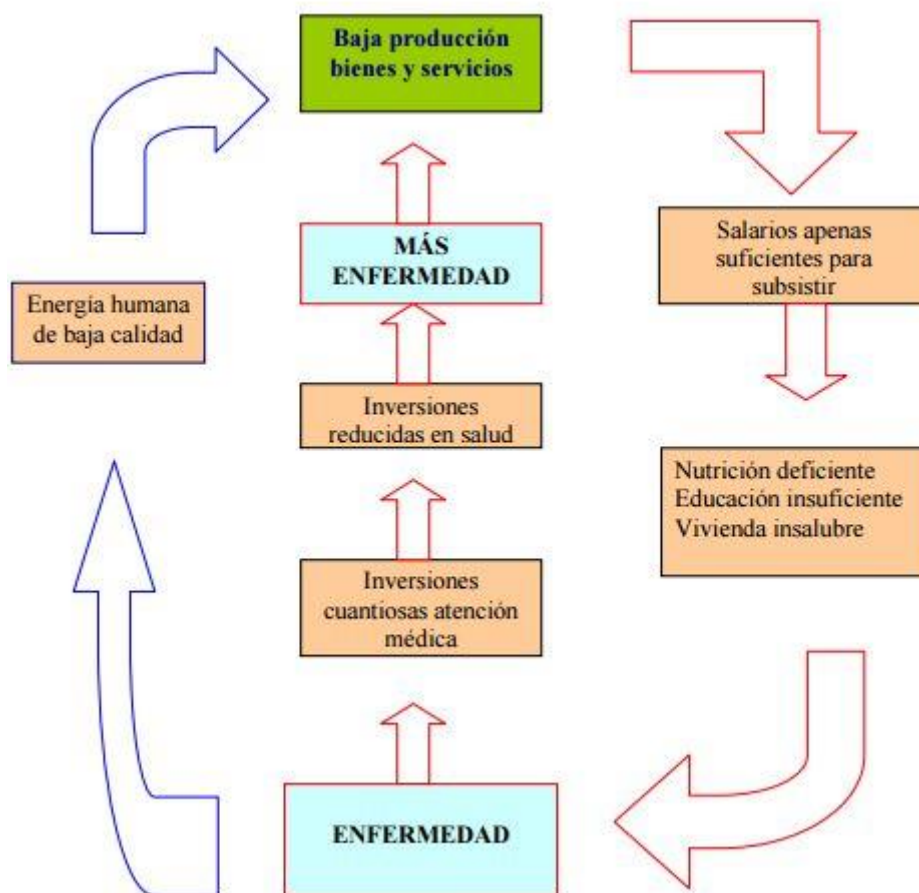 Baja producción
bienes y servicios
MÁS
ENFERMEDAD
Salarios apenas
suficientes para
subsistir
Energía humana
de baja calidad
Inversiones
reducidas en salud
Nutrición deficiente
Educación insuficiente
Vivienda insalubre
Inversiones
cuantiosas atención
médica
ENFERMEDAD